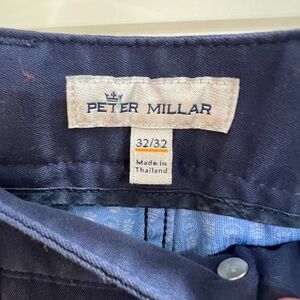 PETER MILLAR
32/32
Made in
Thailand